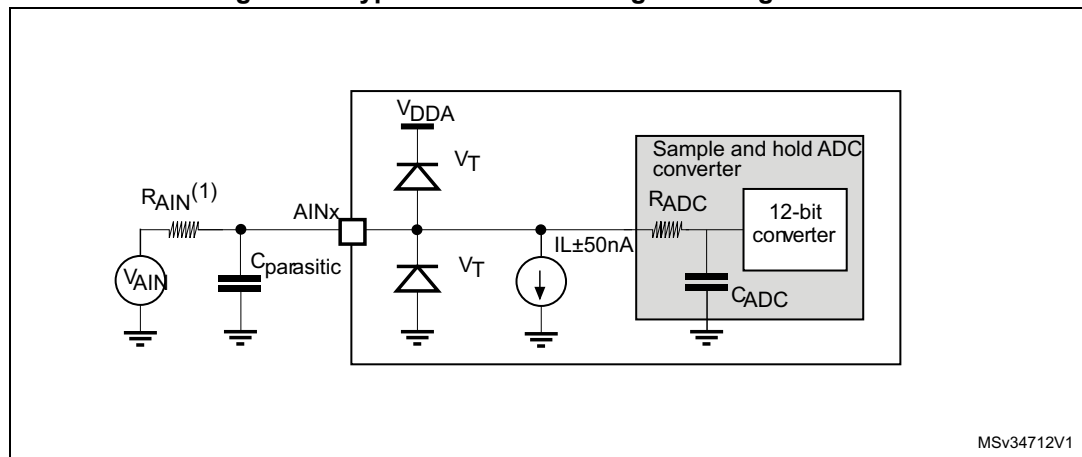 VDDA
VT
Sample and hold ADC
converter
RAIN(1)
AINx
RADC
12-bit
converter
IL±50nA
VAIN
Cparasitic
VT
CADC
MSv34712V1